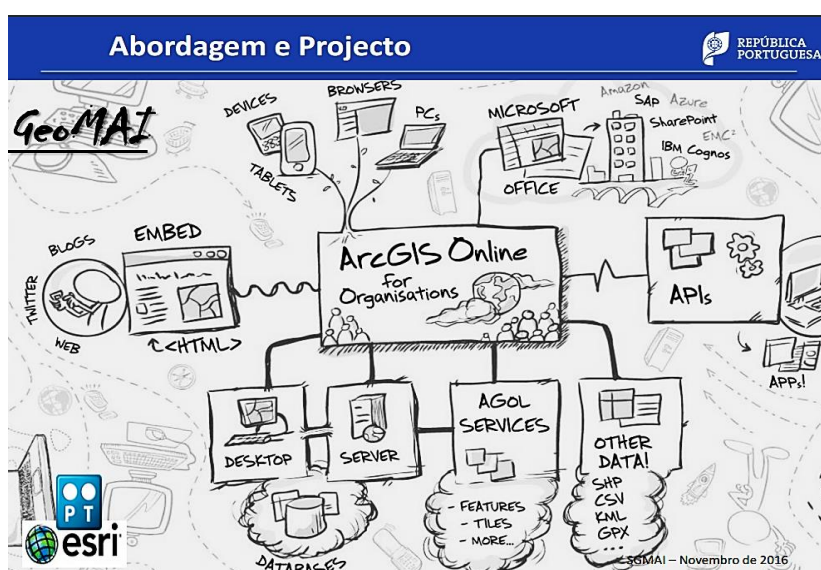 Abordagem e Projecto
REPÚBLICA
PORTUGUESA
GeoMAI
DEVICES
TABLETS
BROWSERS
PCs
MICROSOFT
OFFICE
Amazon
SAP Azure
SharePoint
EMC²
IBM Cognos
BLOGS
TWITTER
WEB
EMBED
<HTML>
ArcGIS Online
for
Organisations
APIs
APPs!
DESKTOP
SERVER
DATABASES
AGOL
SERVICES
- FEATURES
- TILES
- MORE...
OTHER
DATA!
SHP
CSV
KML
GPX
...
PT
esri
SGMAI – Novembro de 2016